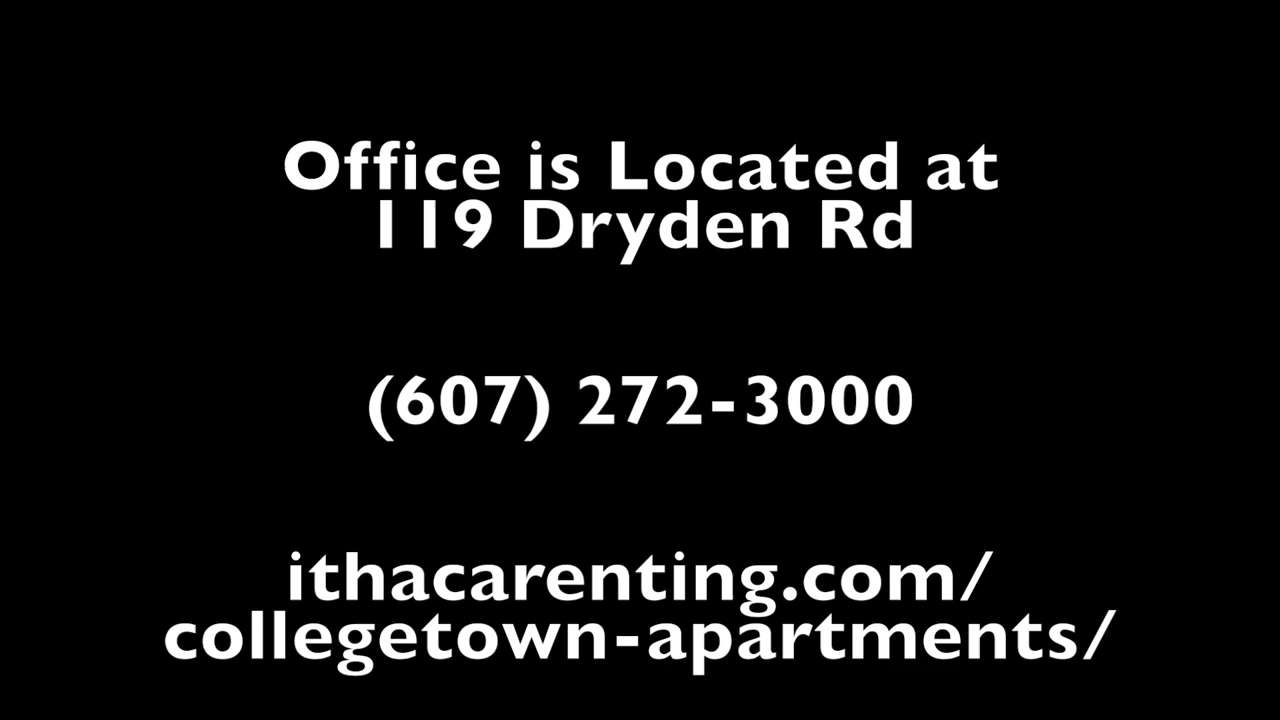 Office is Located at
119 Dryden Rd
(607) 272-3000
ithacarenting.com/
collegetown-apartments/